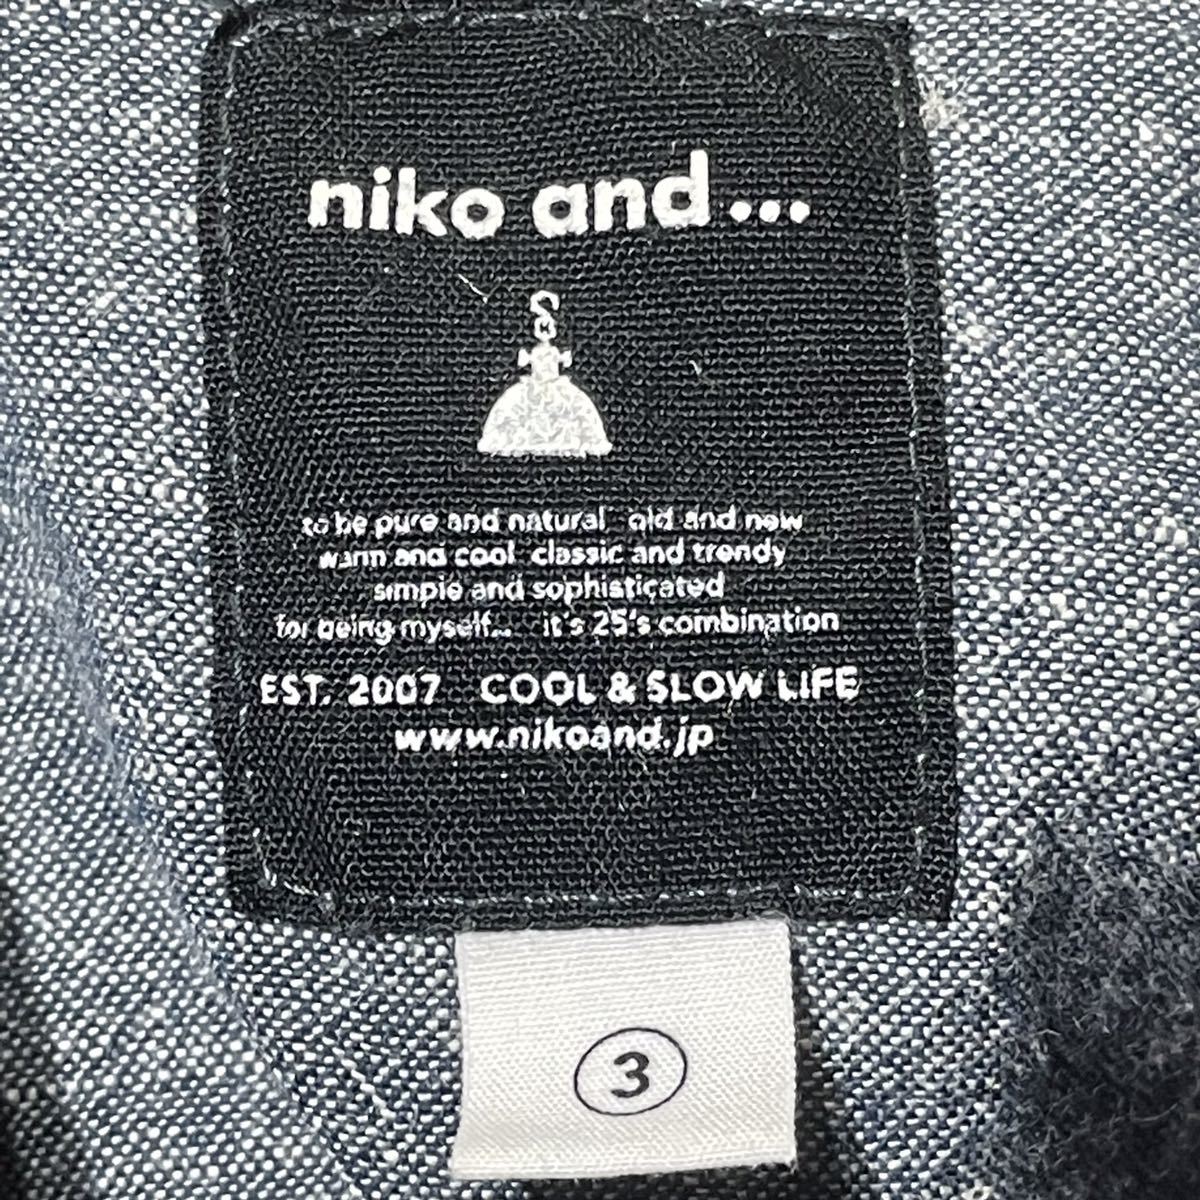 niko and...
to be pure and natural old and new
warm and cool classic and trendy
simple and sophisticated
for being myself... it's 25's combination
EST. 2007 COOL & SLOW LIFE
www.nikoand.jp
3